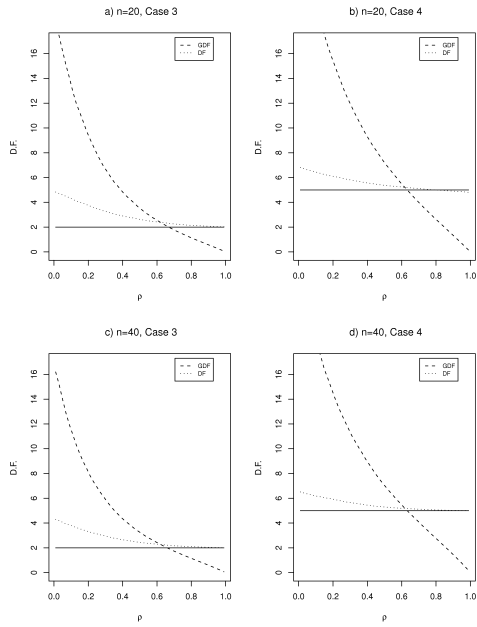 a) n=20, Case 3
GDF
DF
D.F.
0 2 4 6 8 10 12 14 16
0.0 0.2 0.4 0.6 0.8 1.0
ρ
b) n=20, Case 4
GDF
DF
D.F.
0 2 4 6 8 10 12 14 16
0.0 0.2 0.4 0.6 0.8 1.0
ρ
c) n=40, Case 3
GDF
DF
D.F.
0 2 4 6 8 10 12 14 16
0.0 0.2 0.4 0.6 0.8 1.0
ρ
d) n=40, Case 4
GDF
DF
D.F.
0 2 4 6 8 10 12 14 16
0.0 0.2 0.4 0.6 0.8 1.0
ρ